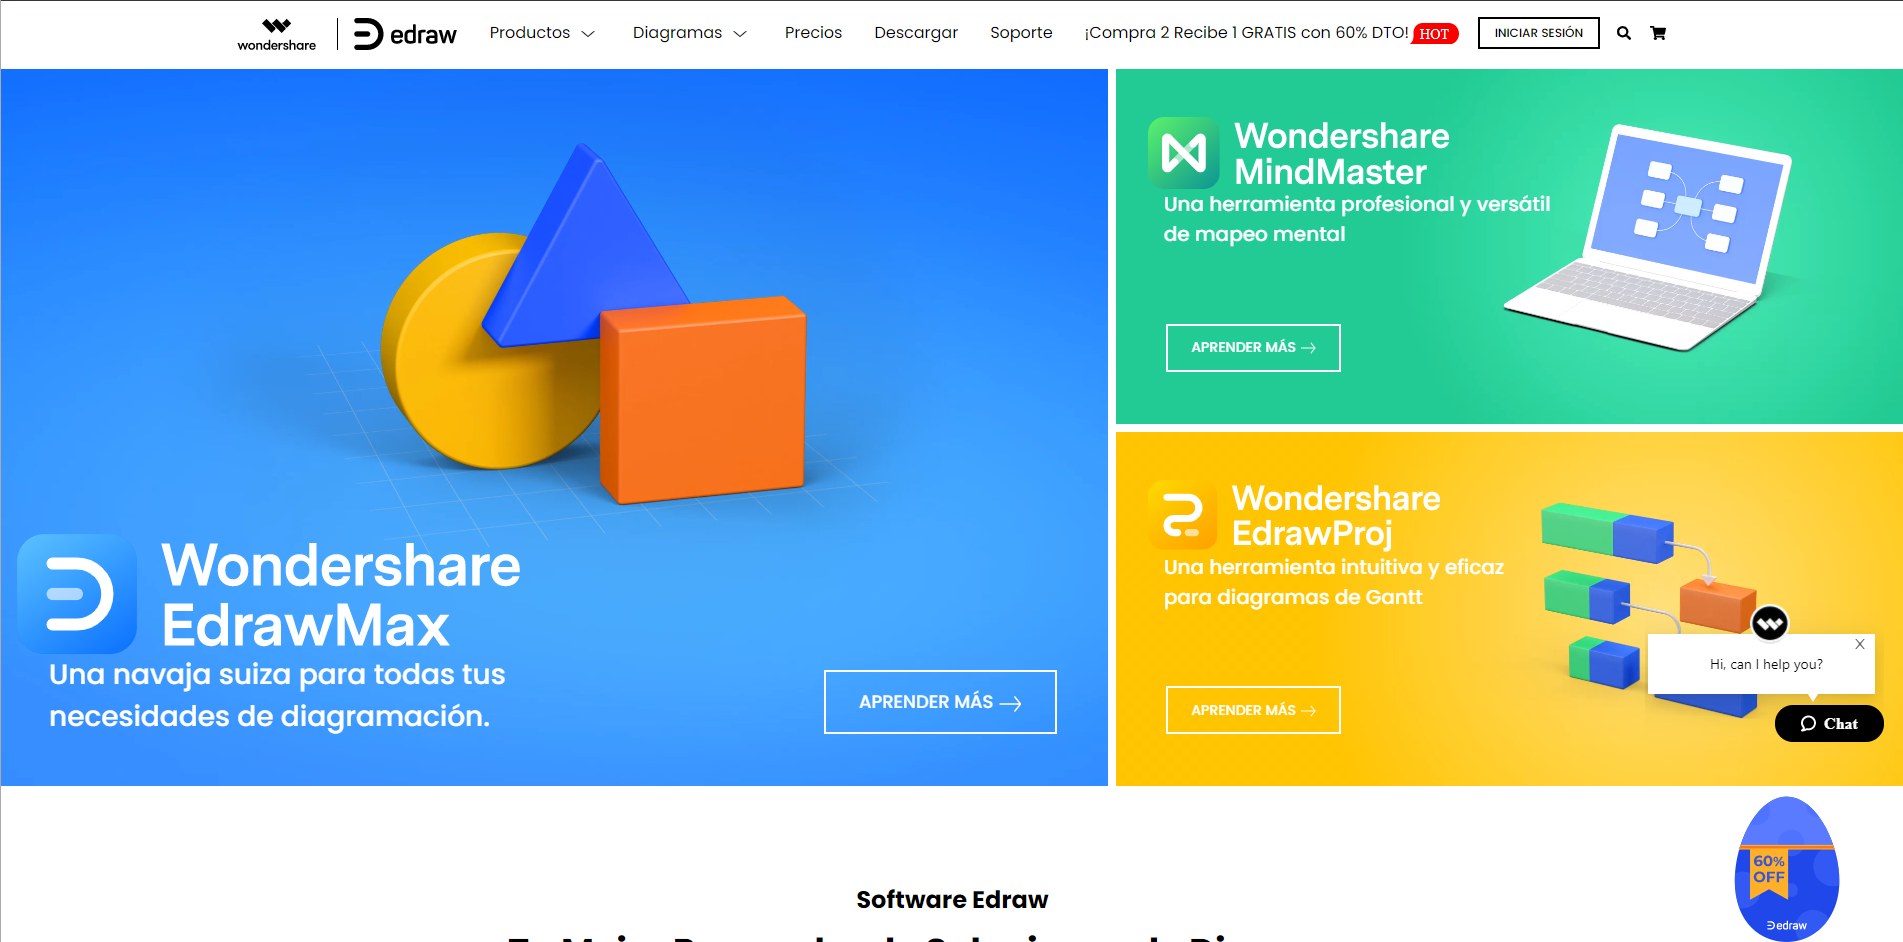 wondershare
edraw
Productos
Diagramas
Precios
Descargar
Soporte
¡Compra 2 Recibe 1 GRATIS con 60% DTO!
HOT
INICIAR SESIÓN
Wondershare
EdrawMax
Una navaja suiza para todas tus
necesidades de diagramación.
APRENDER MÁS
Wondershare
MindMaster
Una herramienta profesional y versátil
de mapeo mental
APRENDER MÁS
Wondershare
EdrawProj
Una herramienta intuitiva y eficaz
para diagramas de Gantt
APRENDER MÁS
X
Hi, can I help you?
Chat
60%
OFF
edraw
Software Edraw